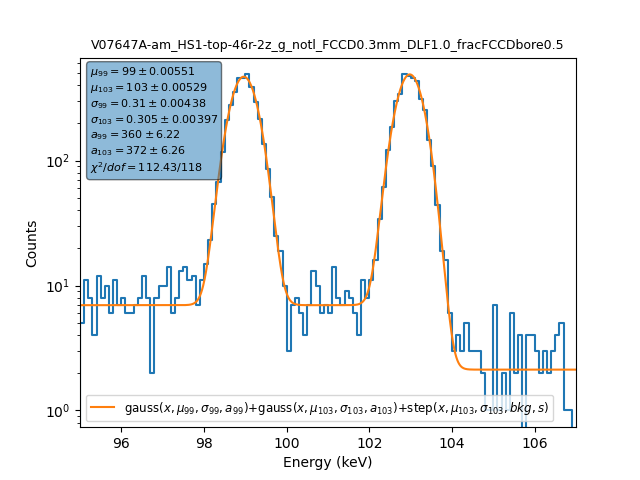 V07647A-am_HS1-top-46r-2z_g_notl_FCCD0.3mm_DLF1.0_fracFCCDbore0.5
μ₉₉ = 99 ± 0.00551
μ₁₀₃ = 103 ± 0.00529
σ₉₉ = 0.31 ± 0.00438
σ₁₀₃ = 0.305 ± 0.00397
a₉₉ = 360 ± 6.22
a₁₀₃ = 372 ± 6.26
χ²/dof = 112.43/118
10²
10¹
10⁰
Counts
gauss(x, μ₉₉, σ₉₉, a₉₉)+gauss(x, μ₁₀₃, σ₁₀₃, a₁₀₃)+step(x, μ₁₀₃, σ₁₀₃, bkg, s)
96 98 100 102 104 106
Energy (keV)